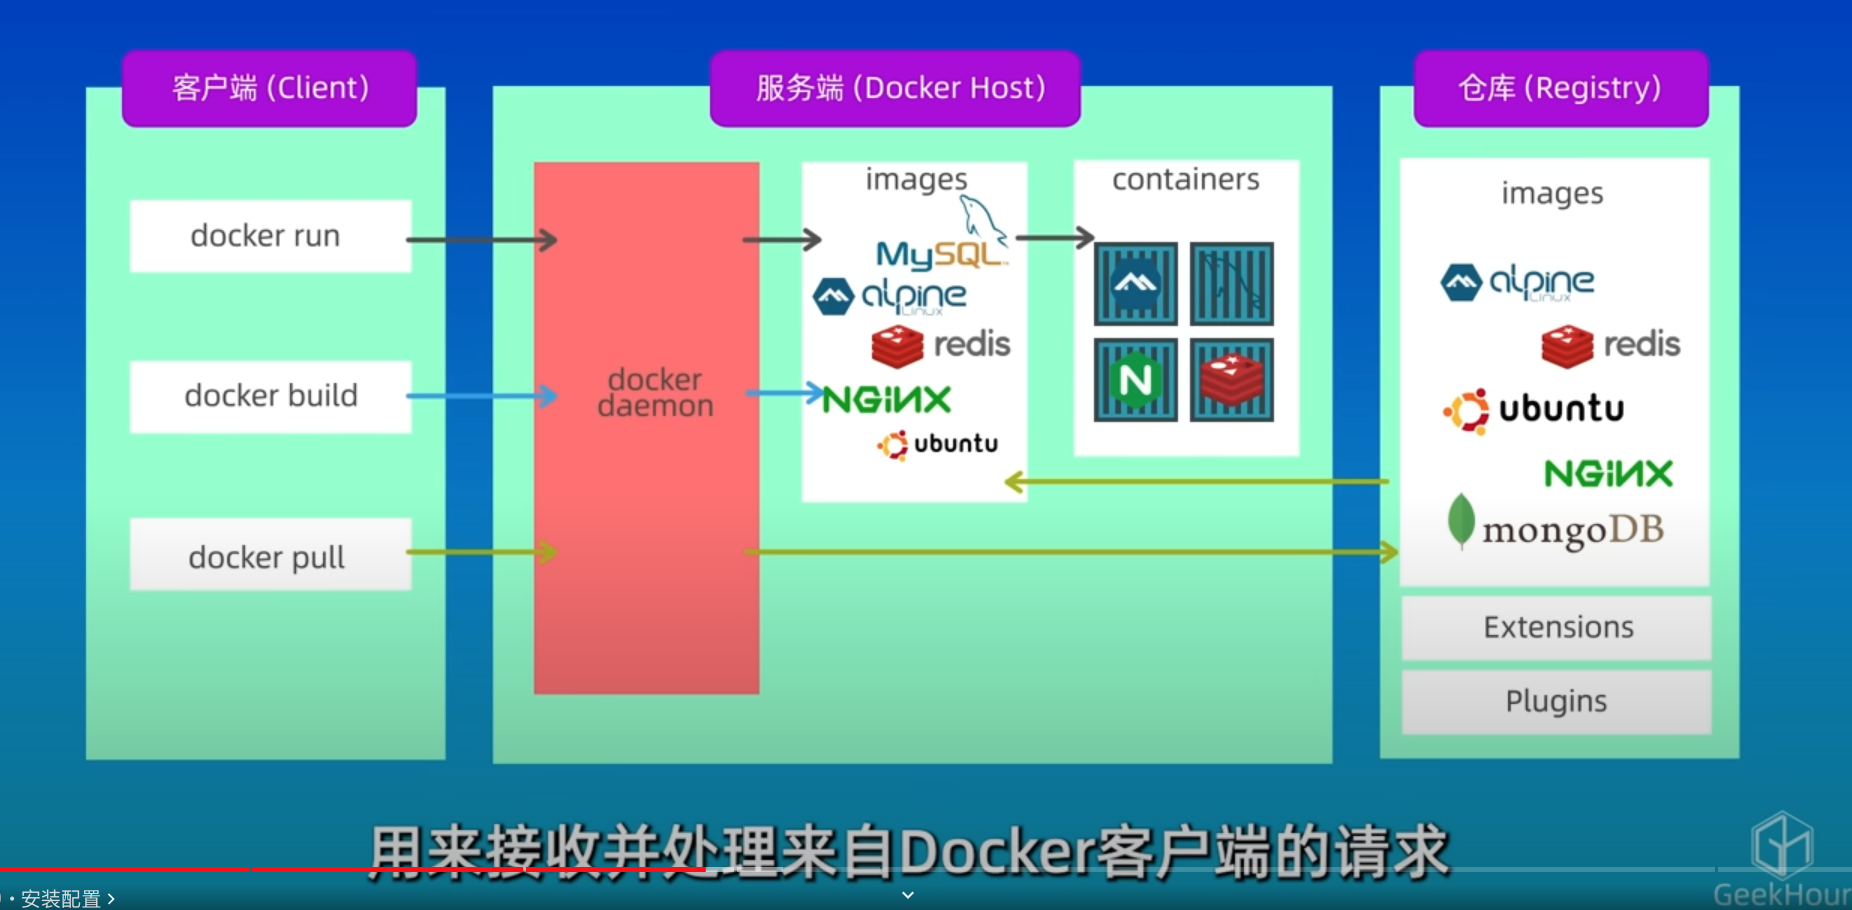 客户端 (Client)
服务端 (Docker Host)
仓库 (Registry)
docker run
docker build
docker pull
docker
daemon
images
MySQL
alpine
Linux
redis
NGINX
ubuntu
containers
N
images
alpine
Linux
redis
ubuntu
NGINX
mongoDB
Extensions
Plugins
用来接收并处理来自Docker客户端的请求
GeekHour
• 安装配置 >